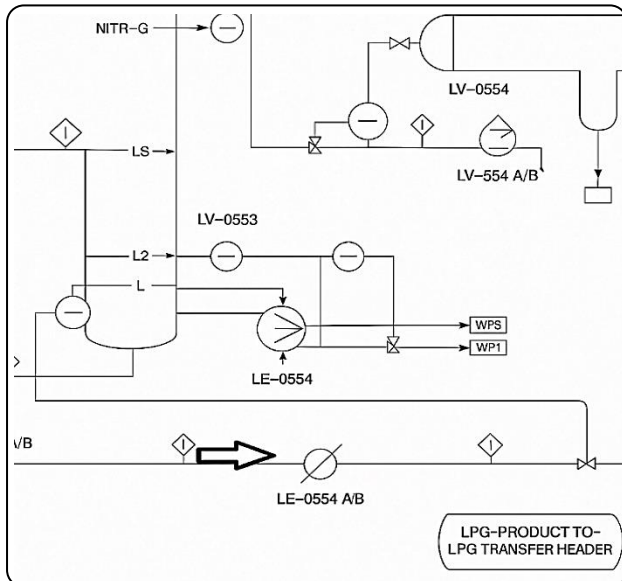 NITR-G
LV-0554
I
I
LS
LV-554 A/B
LV-0553
L2
L
WPS
WP1
LE-0554
A/B
I
I
LE-0554 A/B
LPG-PRODUCT TO-
LPG TRANSFER HEADER